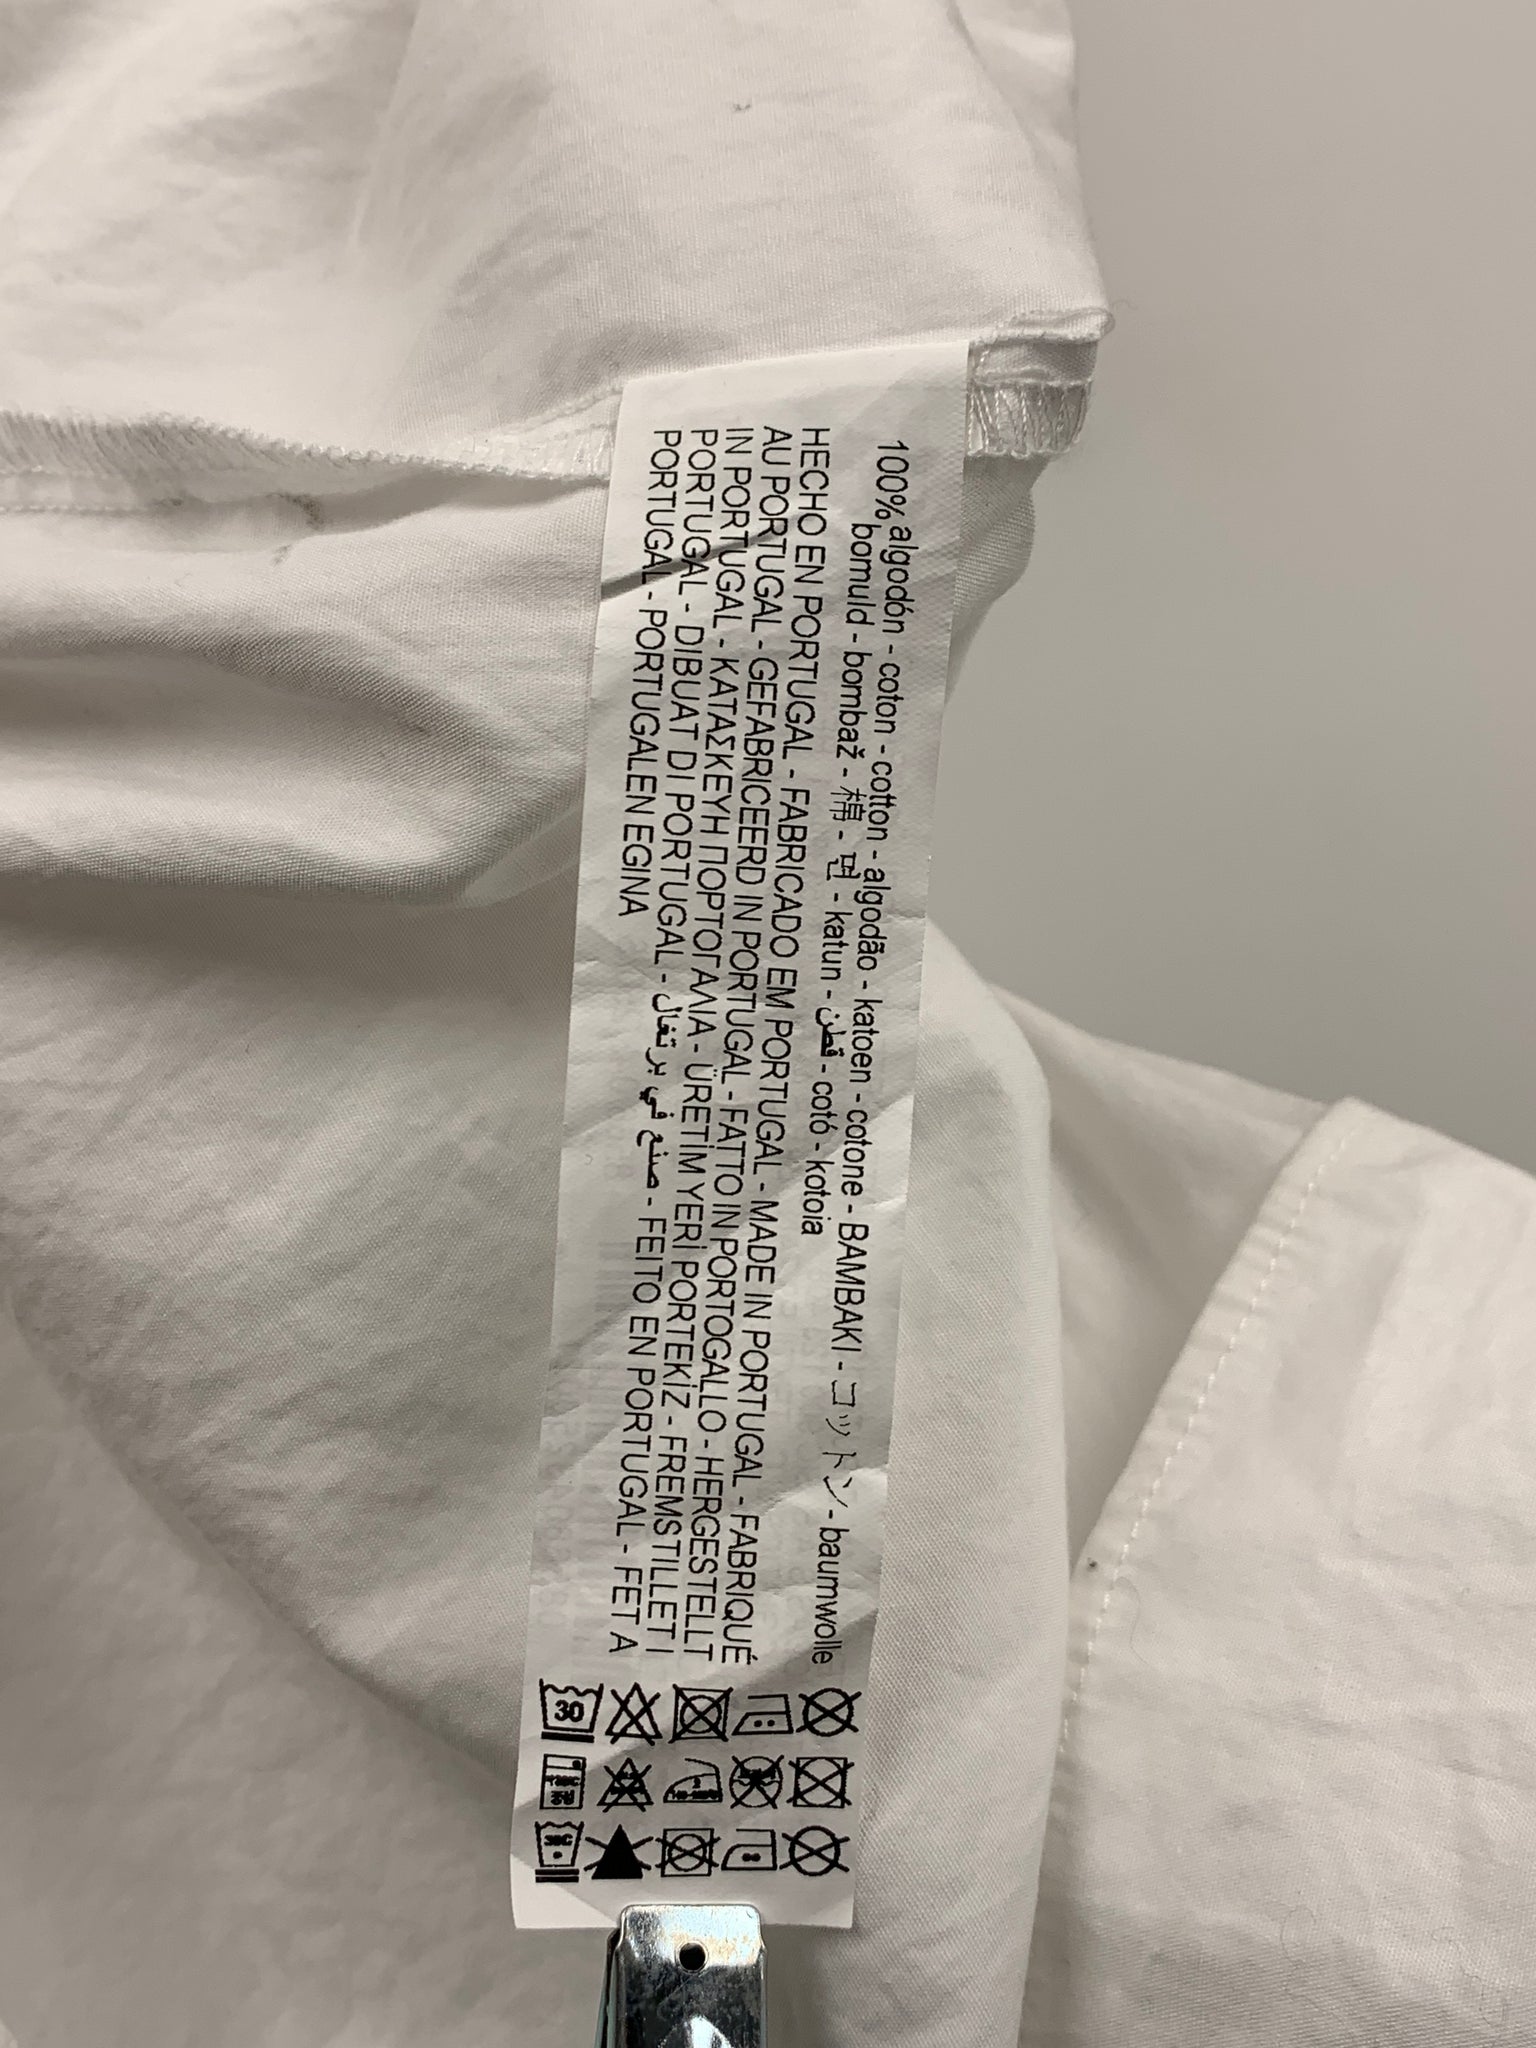 100% algodón - coton - cotton - algodão - katoen - cotone - BAMBAKI - コットン - baumwolle
bomuld - bombaž - 棉 - 면 - katun - قطن - cotó - kotoia
HECHO EN PORTUGAL - FABRICADO EM PORTUGAL - MADE IN PORTUGAL - FABRIQUÉ
AU PORTUGAL - GEFABRICEERD IN PORTUGAL - FATTO IN PORTOGALLO - HERGESTELLT
IN PORTUGAL - ΚΑΤΑΣΚΕΥΗ ΠΟΡΤΟΓΑΛΙΑ - ÜRETİM YERİ PORTEKİZ - FREMSTILLET I
PORTUGAL - DIBUAT DI PORTUGAL - صنع في برتغال - FEITO EN PORTUGAL - FET A
PORTUGAL - PORTUGALEN EGINA
30
30C